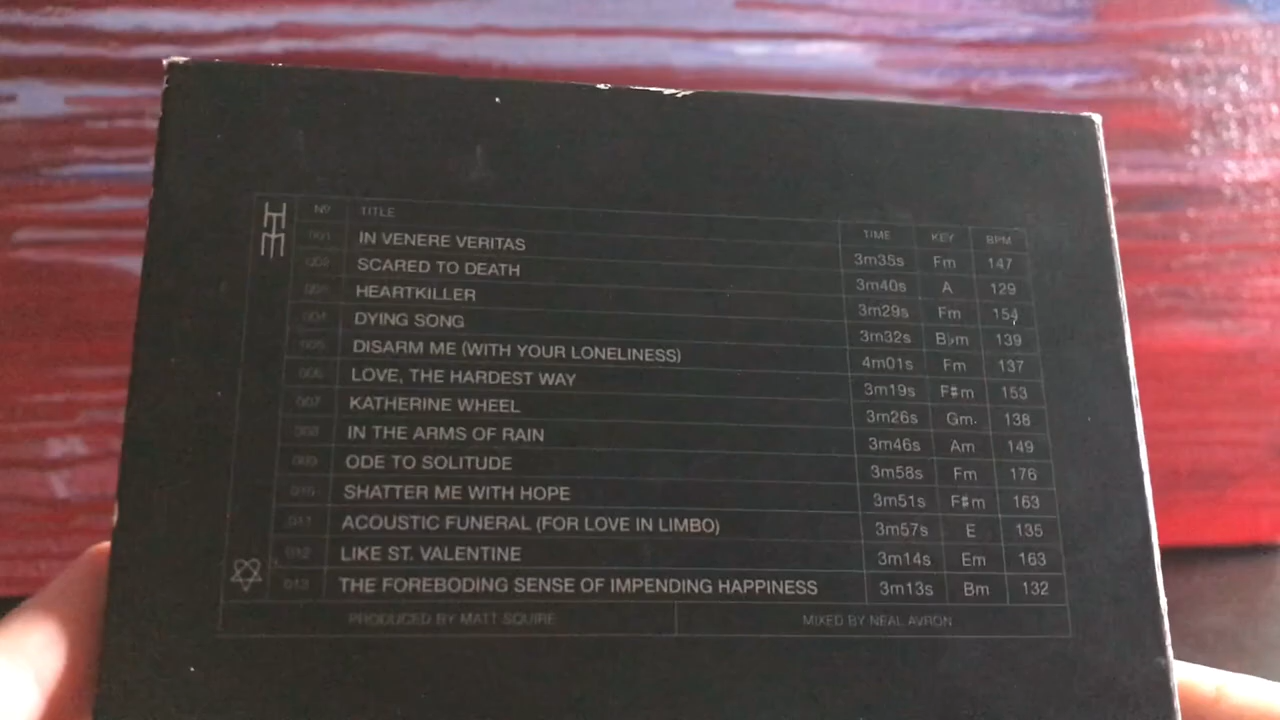 HIM Nº TITLE TIME KEY BPM
001 IN VENERE VERITAS 3m35s Fm 147
002 SCARED TO DEATH 3m40s A 129
003 HEARTKILLER 3m29s Fm 154
004 DYING SONG 3m32s B♭m 139
005 DISARM ME (WITH YOUR LONELINESS) 4m01s Fm 137
006 LOVE, THE HARDEST WAY 3m19s F#m 153
007 KATHERINE WHEEL 3m26s Gm 138
008 IN THE ARMS OF RAIN 3m46s Am 149
009 ODE TO SOLITUDE 3m58s Fm 176
010 SHATTER ME WITH HOPE 3m51s F#m 163
011 ACOUSTIC FUNERAL (FOR LOVE IN LIMBO) 3m57s E 135
012 LIKE ST. VALENTINE 3m14s Em 163
013 THE FOREBODING SENSE OF IMPENDING HAPPINESS 3m13s Bm 132
PRODUCED BY MATT SQUIRE MIXED BY NEAL AVRON